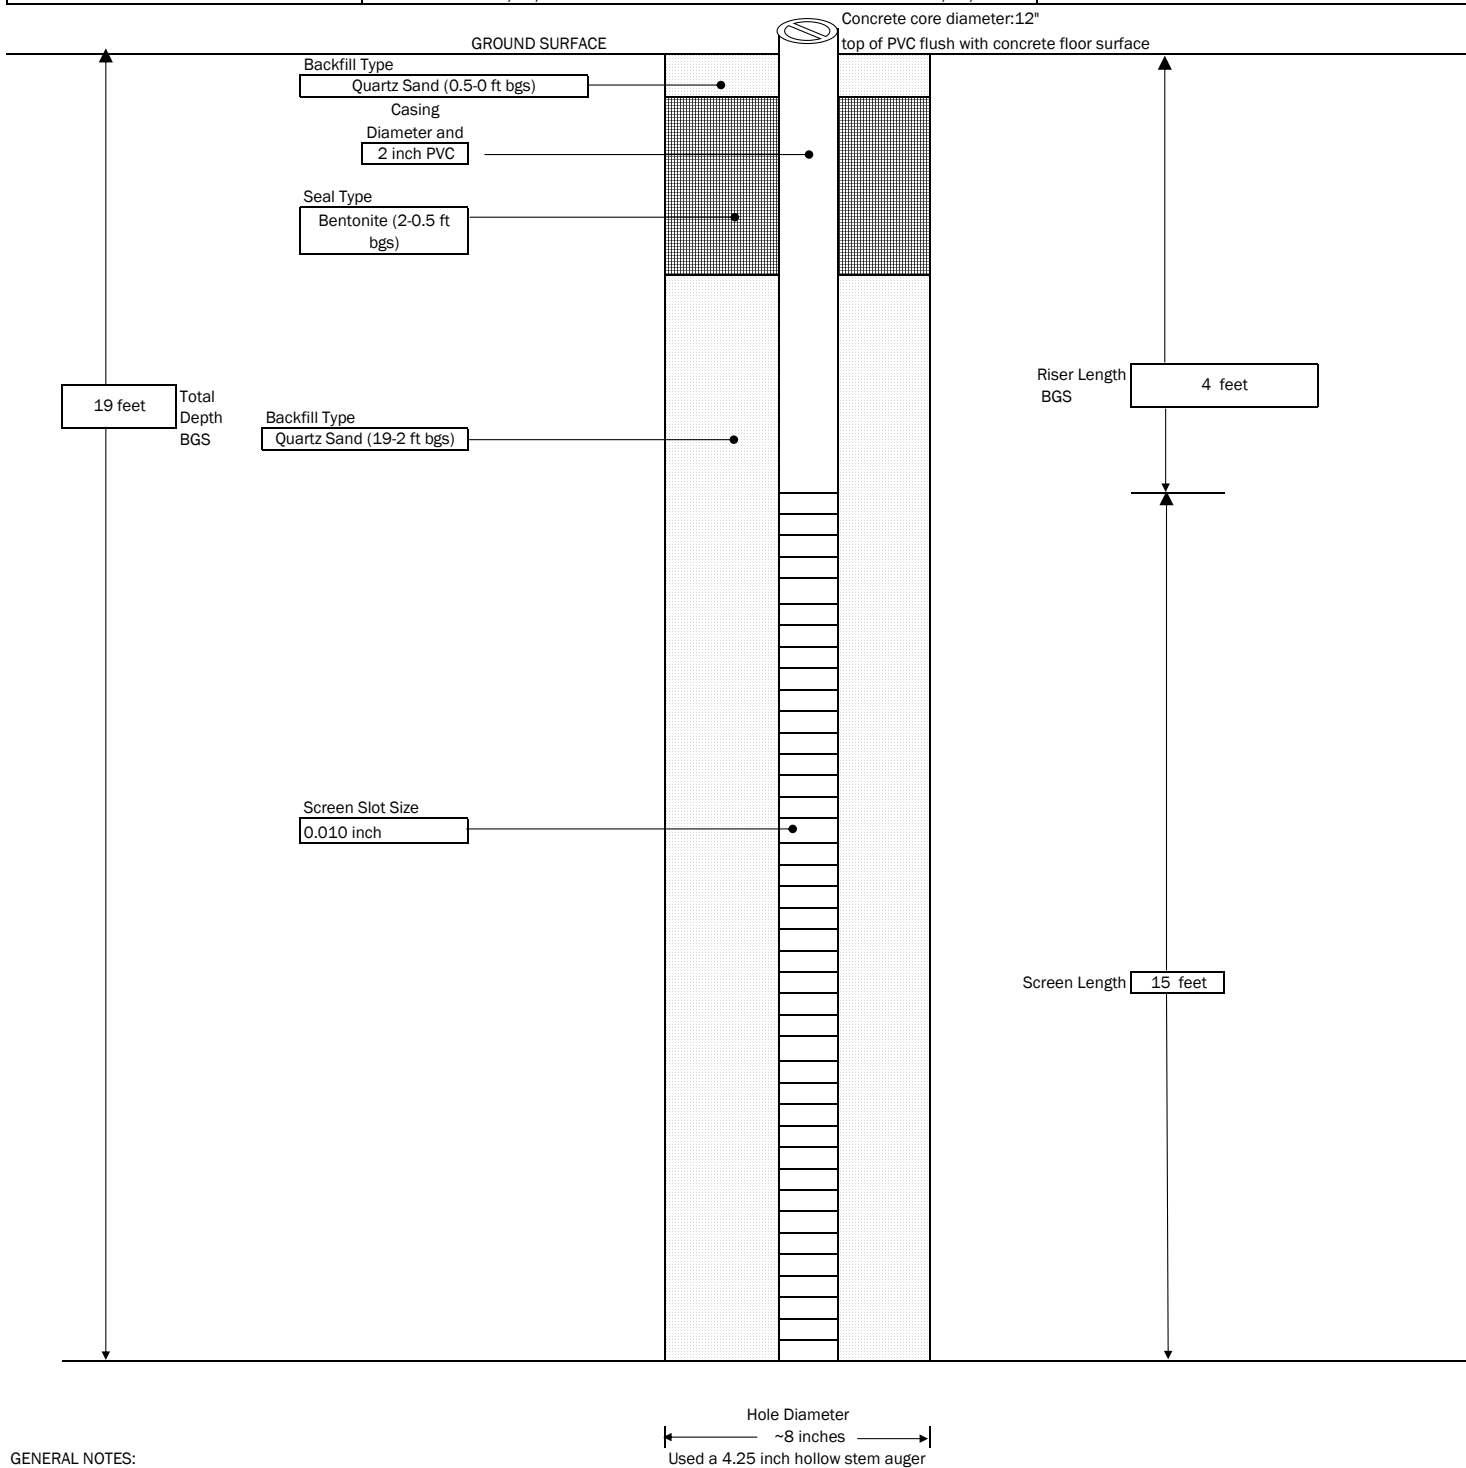 Concrete core diameter:12"
GROUND SURFACE
top of PVC flush with concrete floor surface
Backfill Type
Quartz Sand (0.5-0 ft bgs)
Casing
Diameter and
2 inch PVC
Seal Type
Bentonite (2-0.5 ft
bgs)
Riser Length
BGS
4 feet
19 feet
Total
Depth
BGS
Backfill Type
Quartz Sand (19-2 ft bgs)
Screen Slot Size
0.010 inch
Screen Length
15 feet
Hole Diameter
~8 inches
GENERAL NOTES:
Used a 4.25 inch hollow stem auger